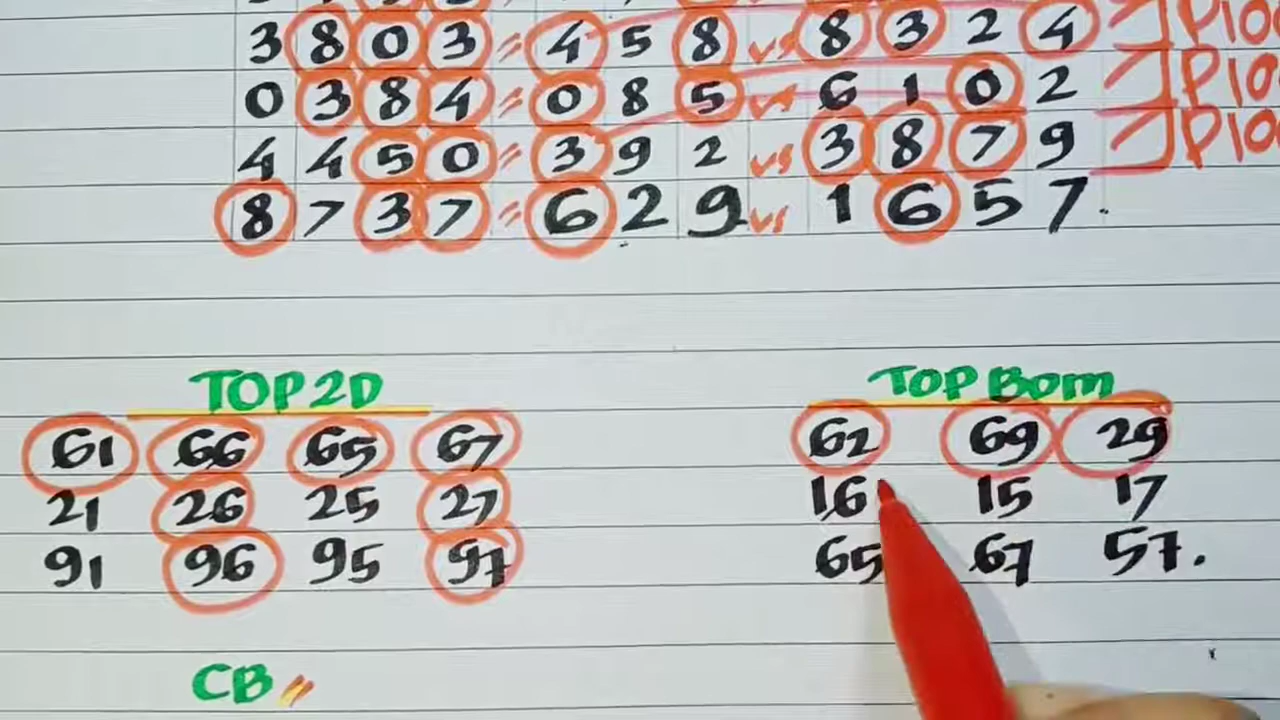 3 8 0 3 = 4 5 8 vs 8 3 2 4
0 3 8 4 = 0 8 5 vs 6 1 0 2
4 4 5 0 = 3 9 2 vs 3 8 7 9
8 7 3 7 = 6 2 9 vs 1 6 5 7.
TOP 2D
61 66 65 67
21 26 25 27
91 96 95 97
TOP Bom
62 69 29
16 15 17
65 67 57.
CB